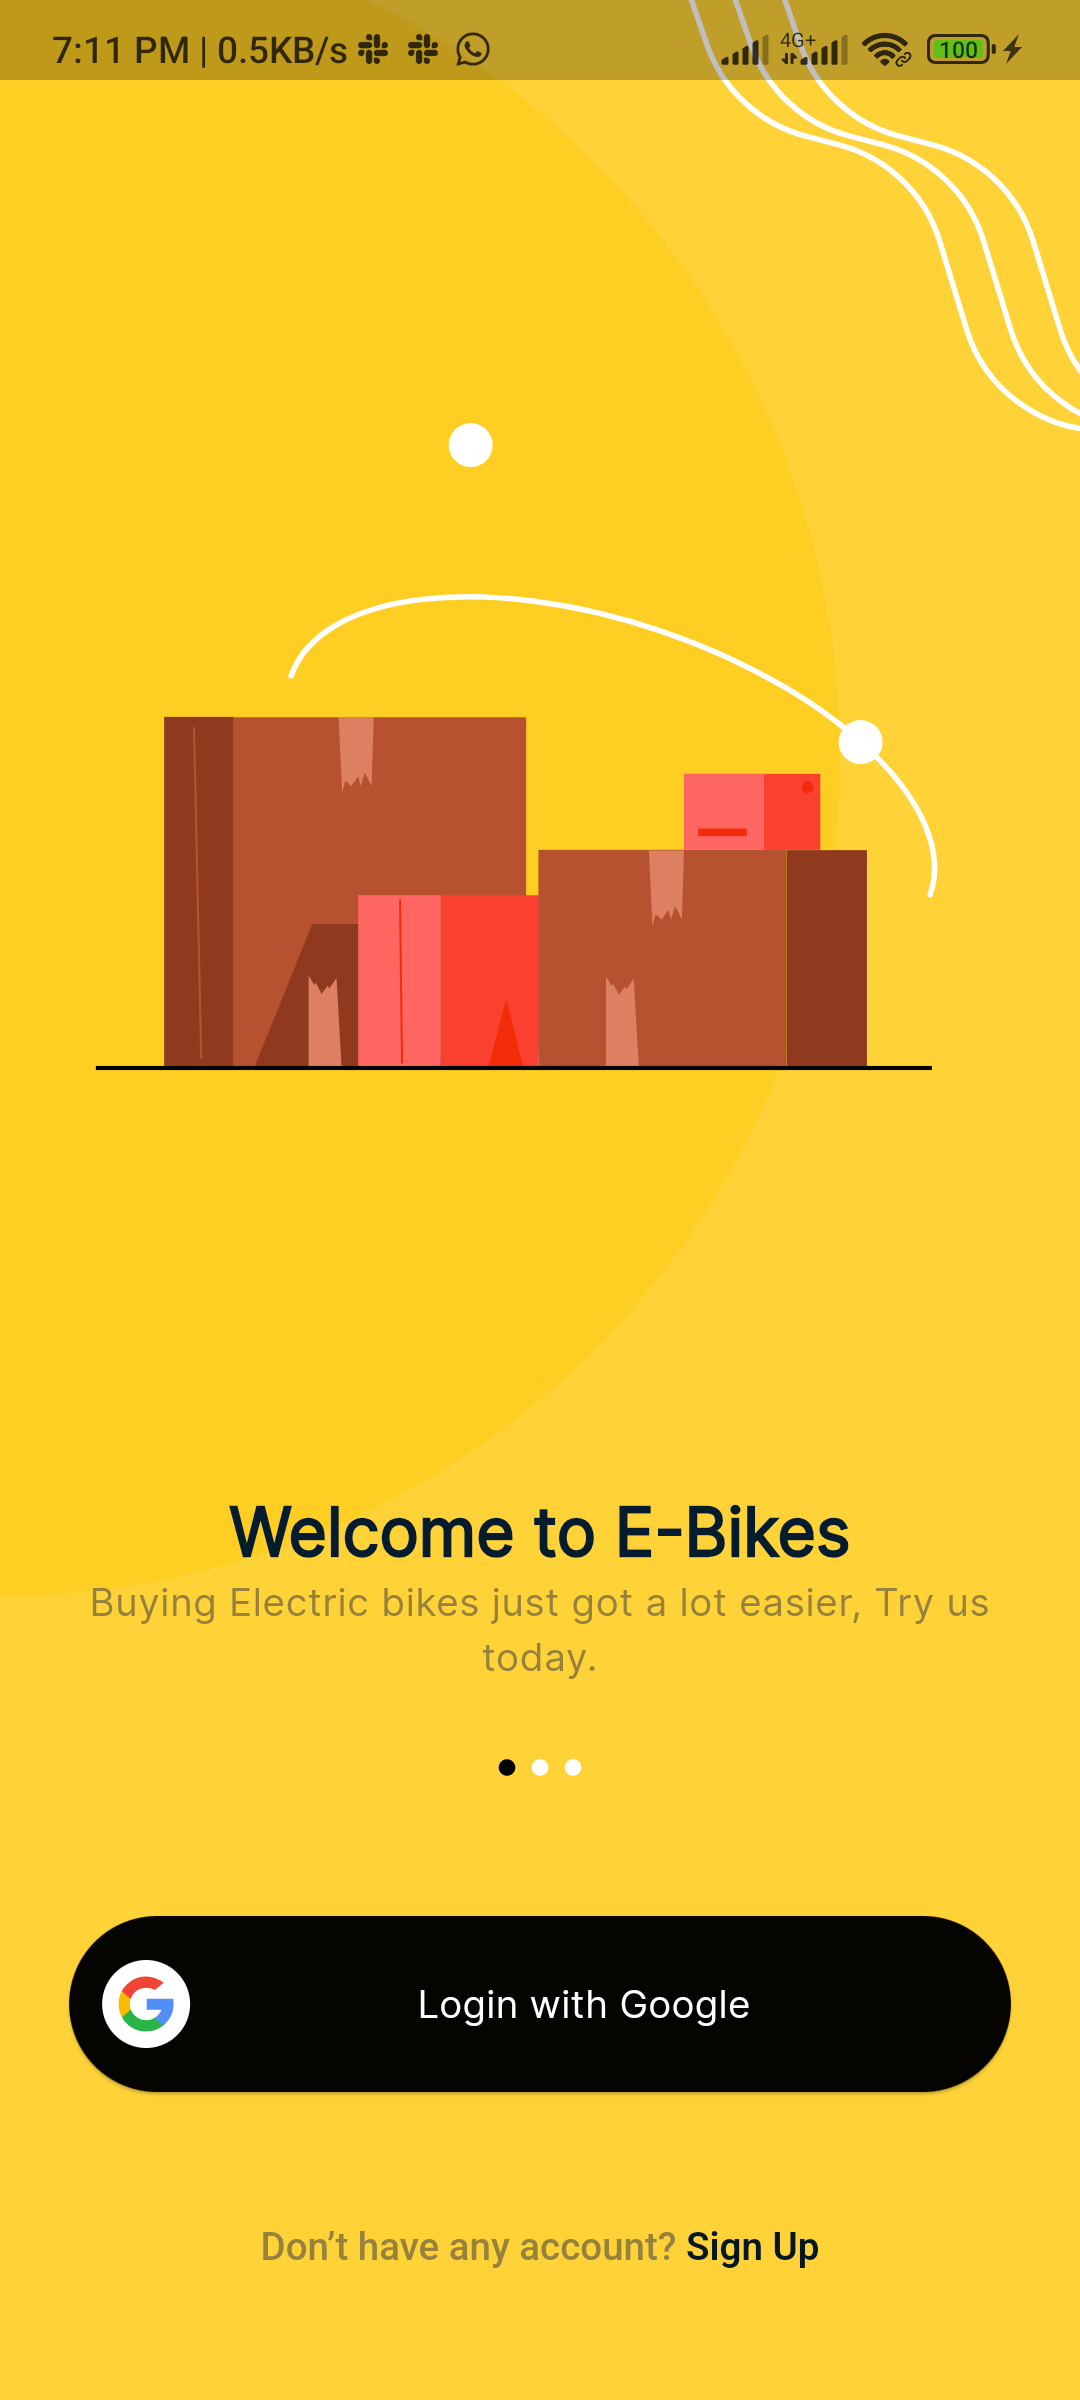 7:11 PM | 0.5KB/s 4G+ 100
Welcome to E-Bikes
Buying Electric bikes just got a lot easier, Try us
today.
Login with Google
Don’t have any account? Sign Up